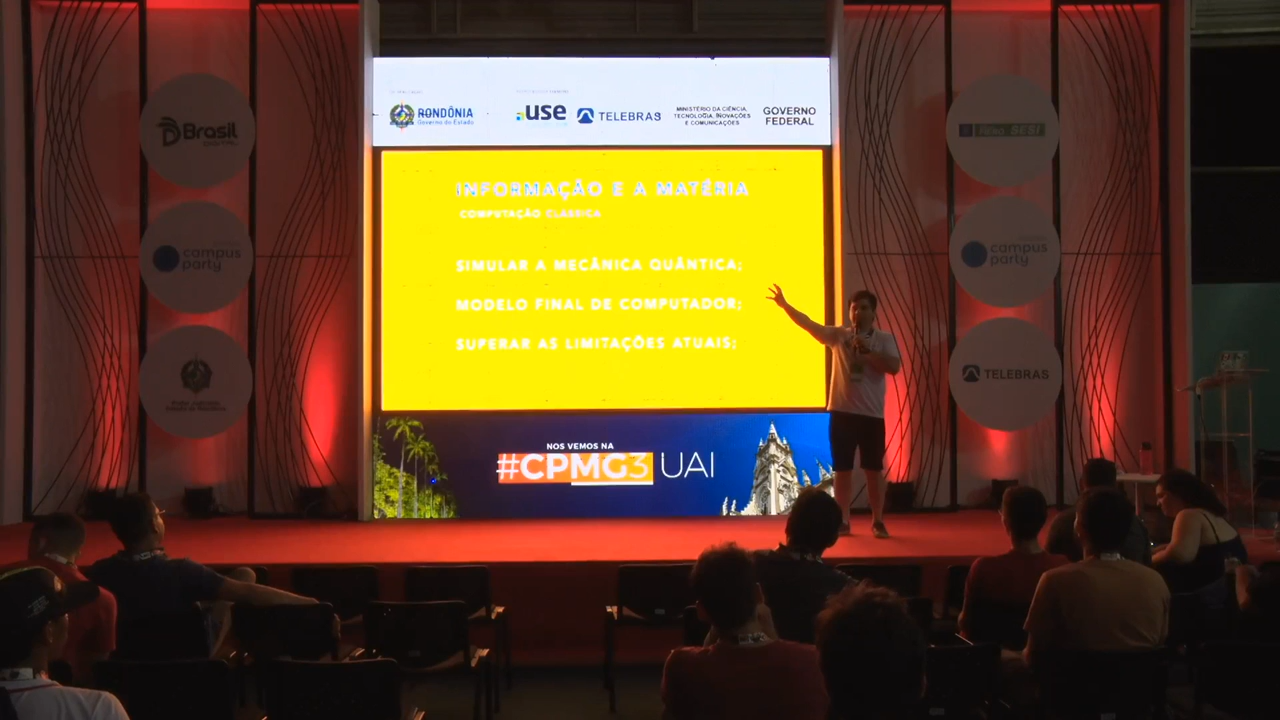 RONDÔNIA
Governo do Estado
USE
TELEBRAS
MINISTÉRIO DA CIÊNCIA,
TECNOLOGIA, INOVAÇÕES
E COMUNICAÇÕES
GOVERNO
FEDERAL
INFORMAÇÃO E A MATÉRIA
COMPUTAÇÃO CLÁSSICA
SIMULAR A MECÂNICA QUÂNTICA;
MODELO FINAL DE COMPUTADOR;
SUPERAR AS LIMITAÇÕES ATUAIS;
NOS VEMOS NA
#CPMG3 UAI
Brasil
DIGITAL
campus
party
SESI
campus
party
TELEBRAS